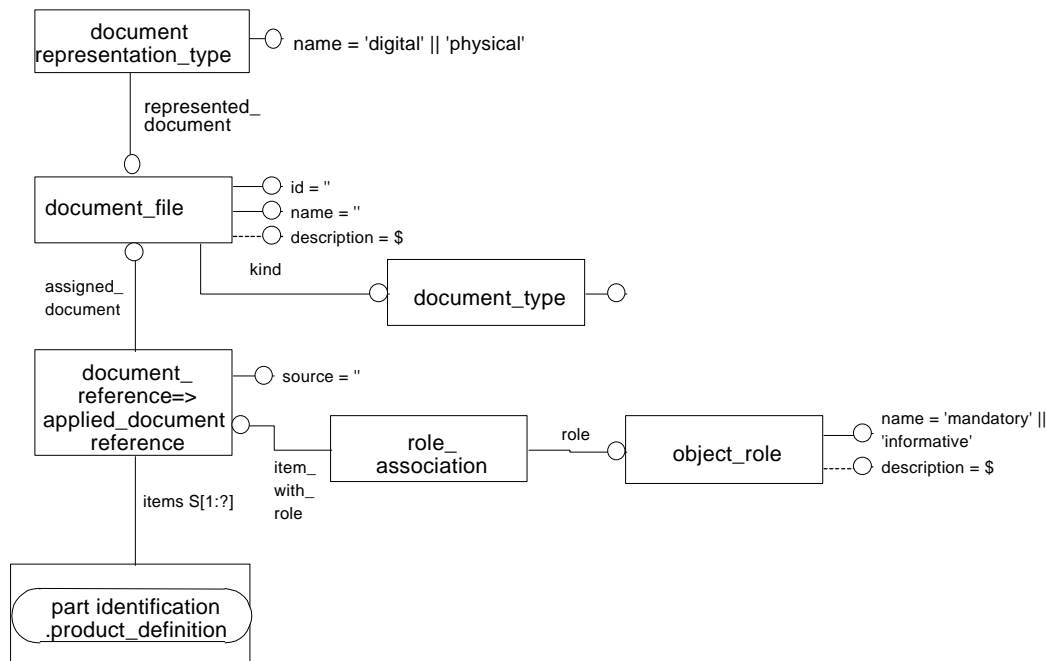 document
representation_type
name = 'digital' || 'physical'
represented_
document
document_file
id = ''
name = ''
description = $
kind
document_type
assigned_
document
document_
reference=>
applied_document
reference
source = ''
item_
with_
role
role_
association
role
object_role
name = 'mandatory' ||
'informative'
description = $
items S[1:?]
part identification
.product_definition